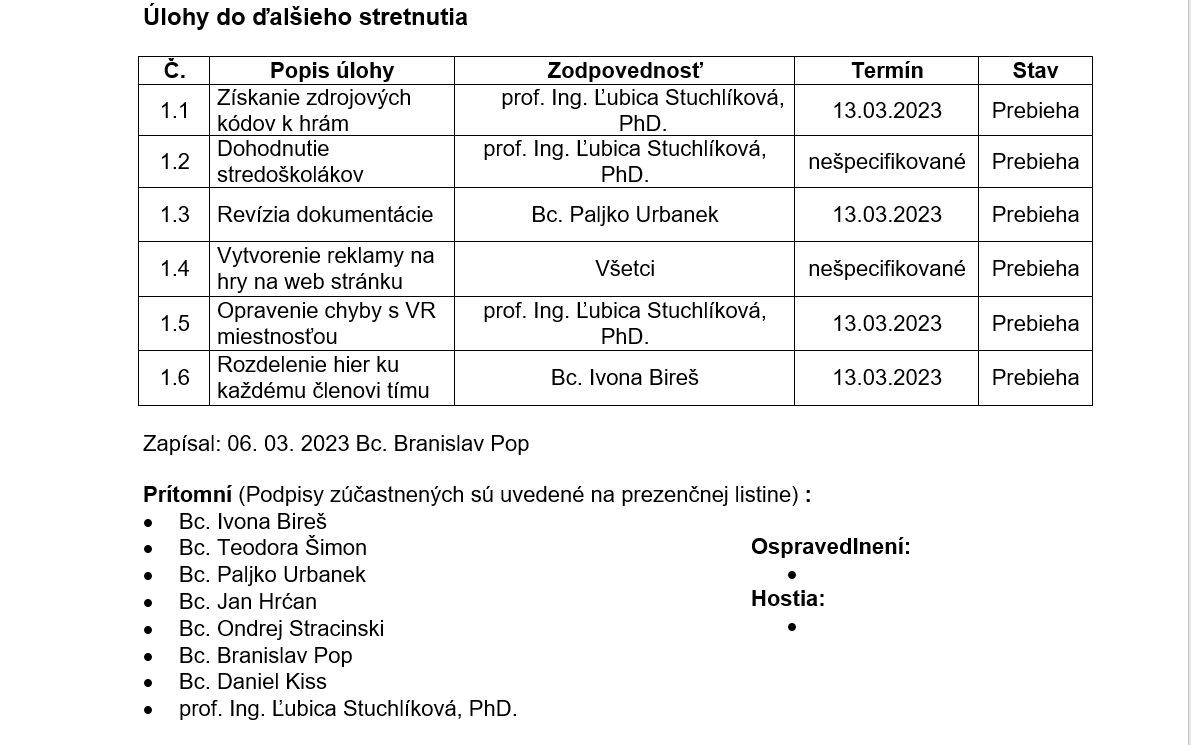 Úlohy do ďalšieho stretnutia
Č. Popis úlohy Zodpovednosť Termín Stav
1.1 Získanie zdrojových kódov k hrám prof. Ing. Ľubica Stuchlíková, PhD. 13.03.2023 Prebieha
1.2 Dohodnutie stredoškolákov prof. Ing. Ľubica Stuchlíková, PhD. nešpecifikované Prebieha
1.3 Revízia dokumentácie Bc. Paljko Urbanek 13.03.2023 Prebieha
1.4 Vytvorenie reklamy na hry na web stránku Všetci nešpecifikované Prebieha
1.5 Opravenie chyby s VR miestnosťou prof. Ing. Ľubica Stuchlíková, PhD. 13.03.2023 Prebieha
1.6 Rozdelenie hier ku každému členovi tímu Bc. Ivona Bireš 13.03.2023 Prebieha
Zapísal: 06. 03. 2023 Bc. Branislav Pop
Prítomní (Podpisy zúčastnených sú uvedené na prezenčnej listine) :
• Bc. Ivona Bireš
• Bc. Teodora Šimon
• Bc. Paljko Urbanek
• Bc. Jan Hrćan
• Bc. Ondrej Stracinski
• Bc. Branislav Pop
• Bc. Daniel Kiss
• prof. Ing. Ľubica Stuchlíková, PhD.
Ospravedlnení:
•
Hostia:
•